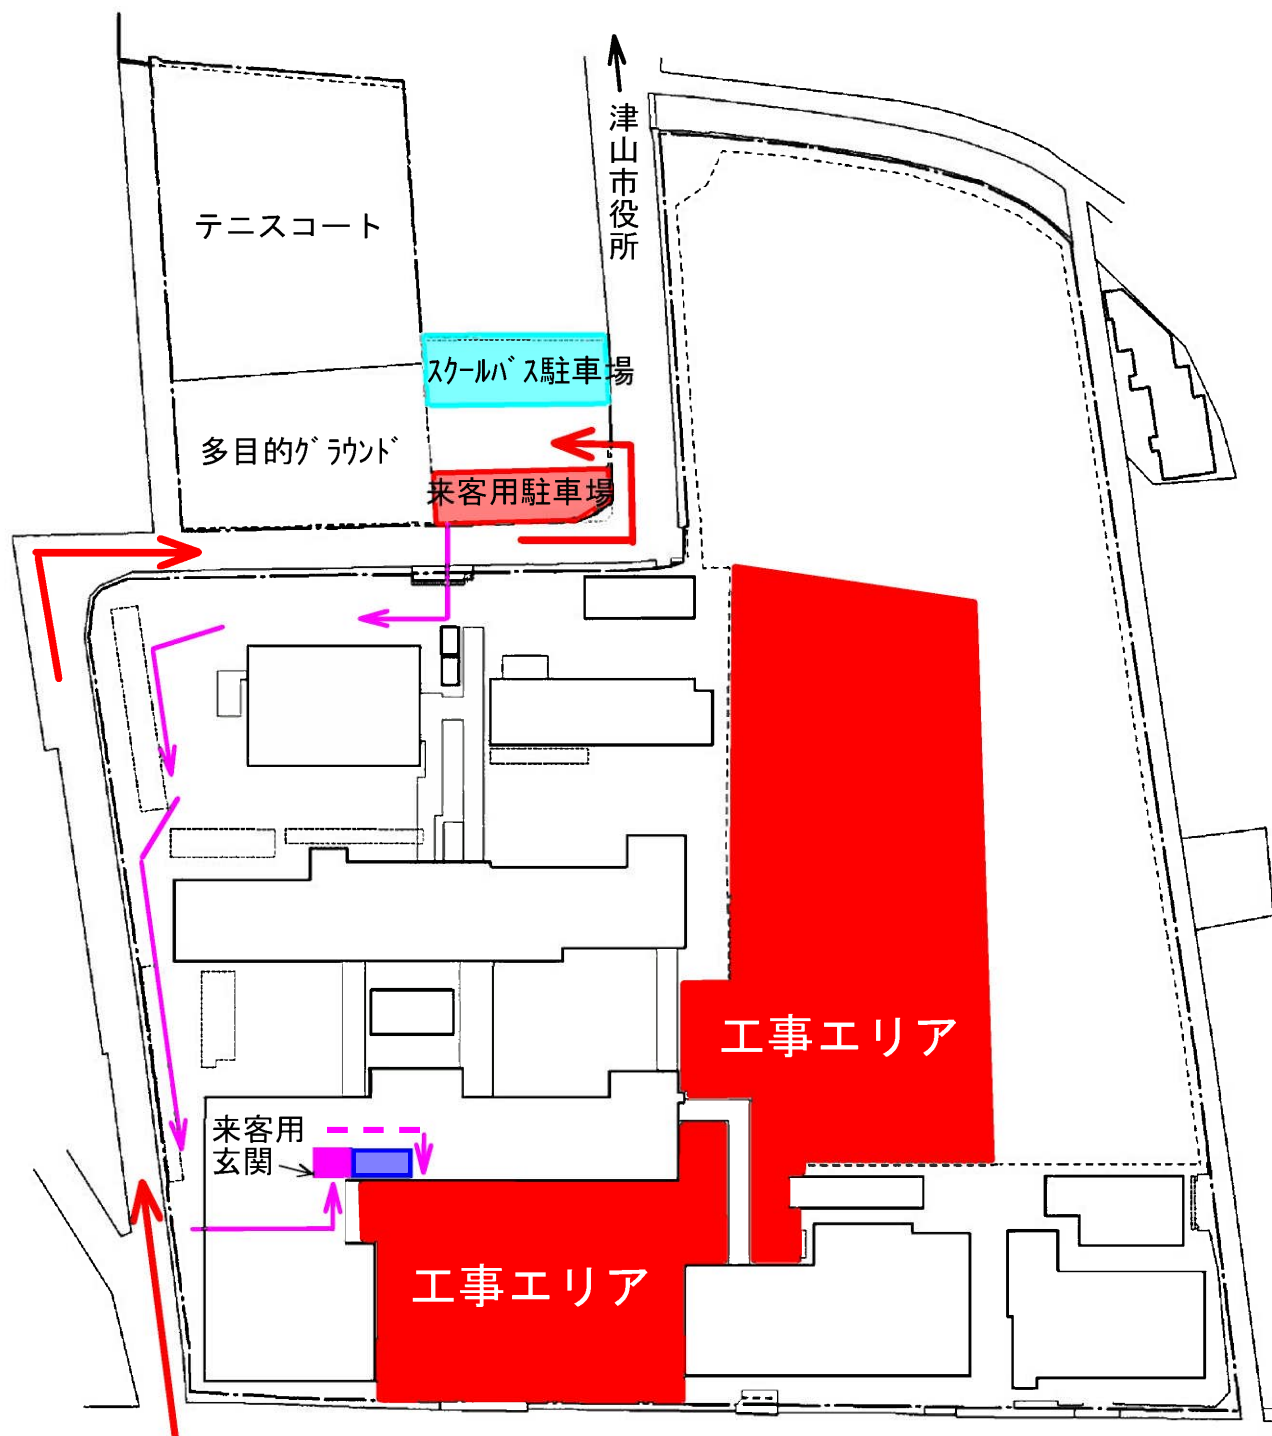 津山市役所
テニスコート
スクールバス駐車場
多目的グラウンド
来客用駐車場
工事エリア
来客用
玄関
工事エリア